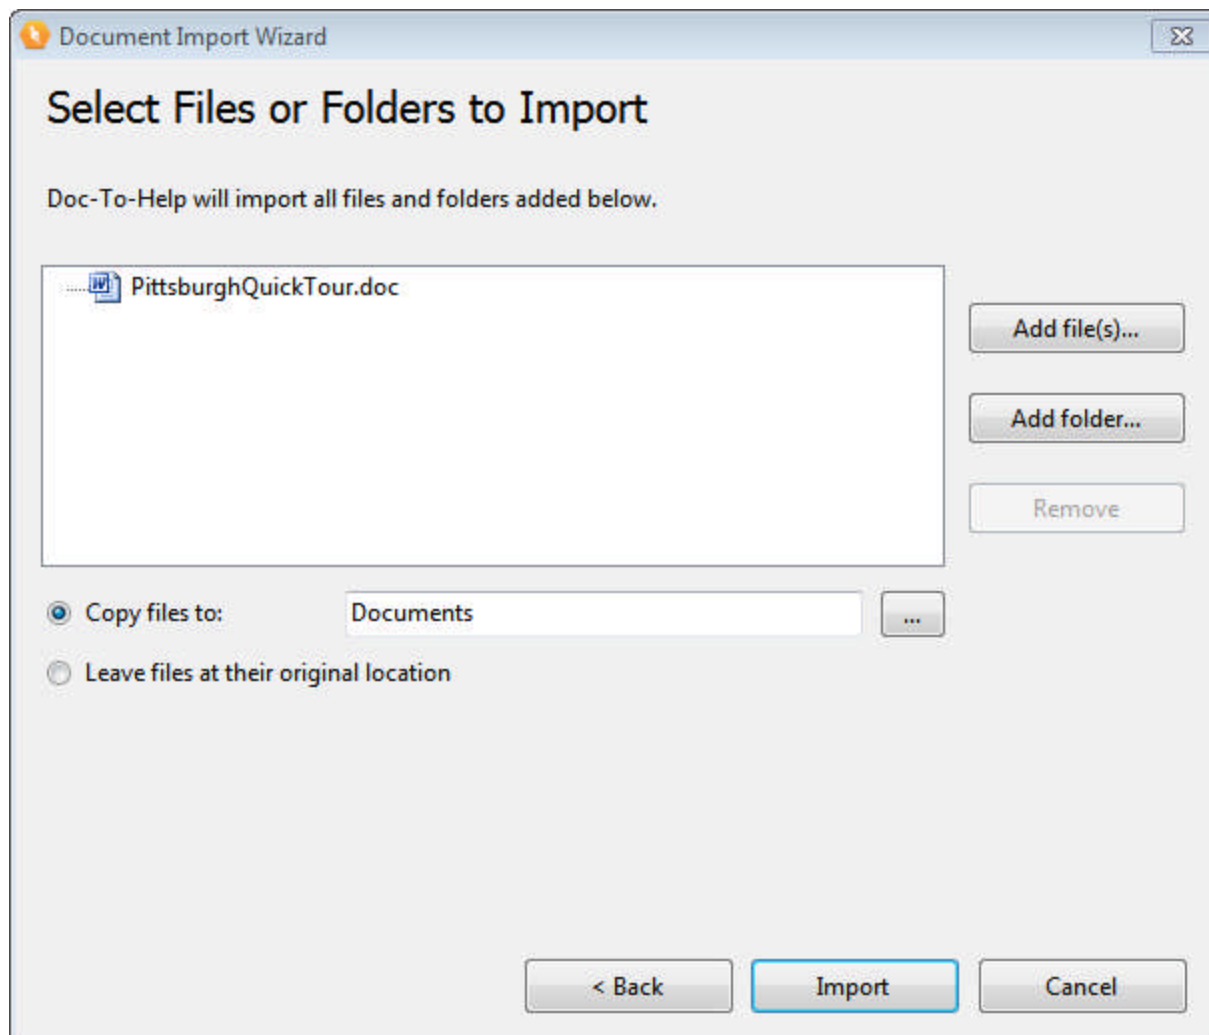 Document Import Wizard
Select Files or Folders to Import
Doc-To-Help will import all files and folders added below.
PittsburghQuickTour.doc
Add file(s)...
Add folder...
Remove
Copy files to:
Documents
...
Leave files at their original location
< Back
Import
Cancel